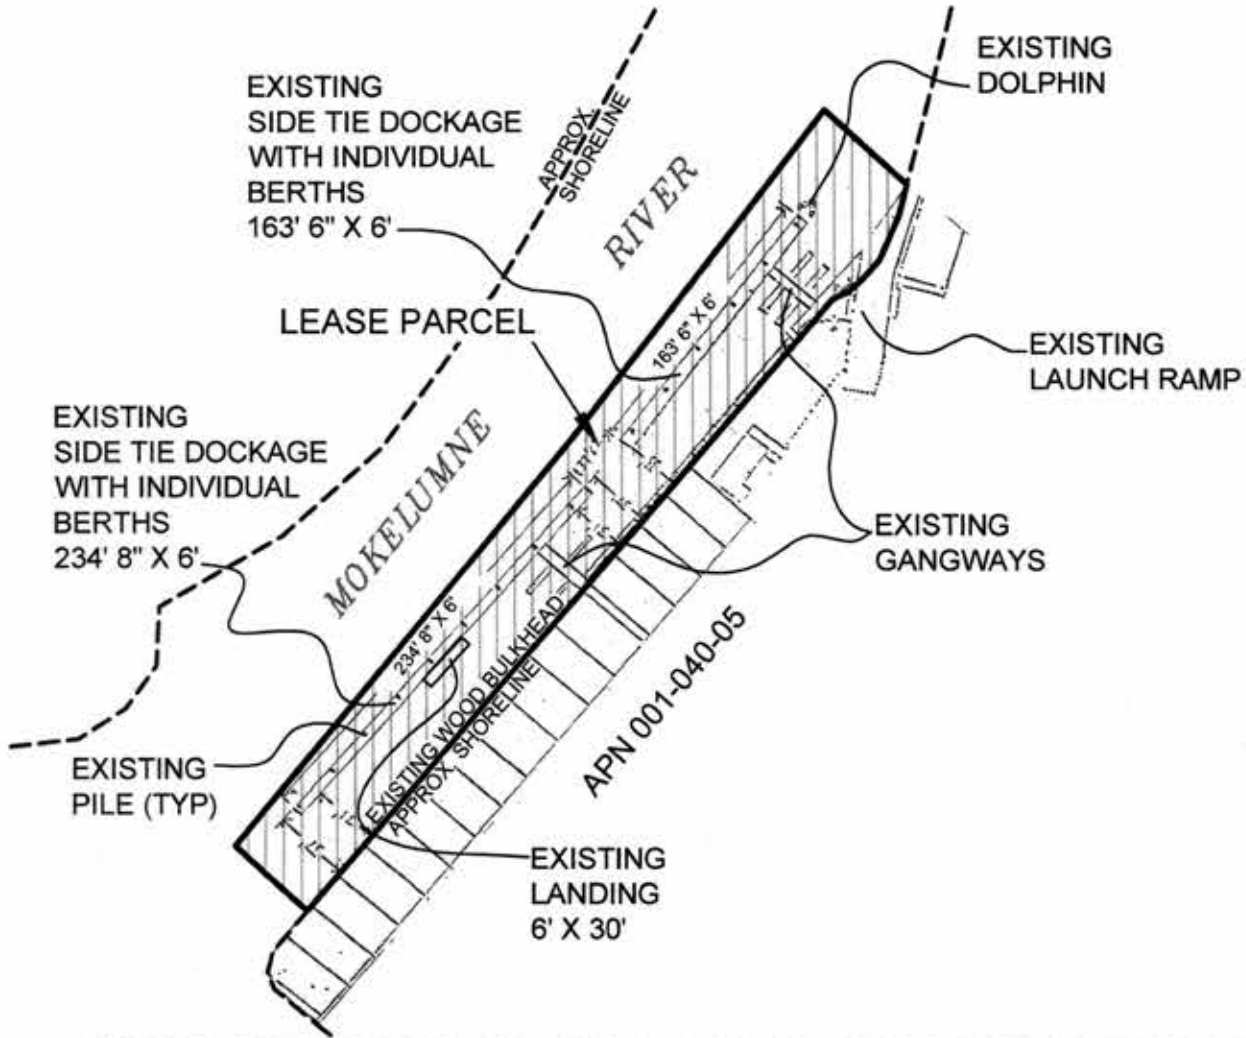 EXISTING
DOLPHIN
EXISTING
SIDE TIE DOCKAGE
WITH INDIVIDUAL
BERTHS
163' 6" X 6'
APPROX.
SHORELINE
RIVER
LEASE PARCEL
163' 6" X 6'
EXISTING
LAUNCH RAMP
EXISTING
SIDE TIE DOCKAGE
WITH INDIVIDUAL
BERTHS
234' 8" X 6'
MOKELUMNE
EXISTING
GANGWAYS
234' 8" X 6'
EXISTING WOOD BULKHEAD
APPROX. SHORELINE
APN 001-040-05
EXISTING
PILE (TYP)
EXISTING
LANDING
6' X 30'